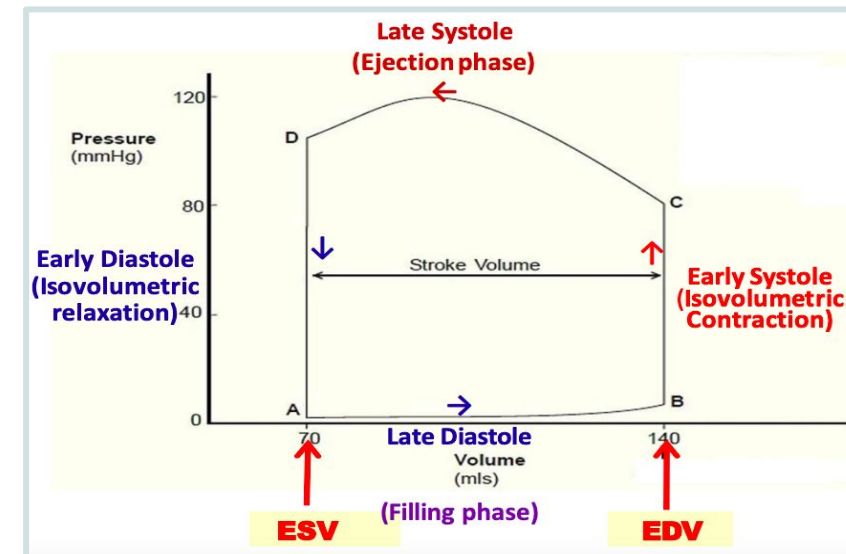 Late Systole
(Ejection phase)
120
Pressure
(mmHg)
D
80
C
Early Diastole
(Isovolumetric
relaxation)
Stroke Volume
Early Systole
(Isovolumetric
Contraction)
40
A
B
0
70
Late Diastole
140
Volume
(mls)
(Filling phase)
ESV
EDV